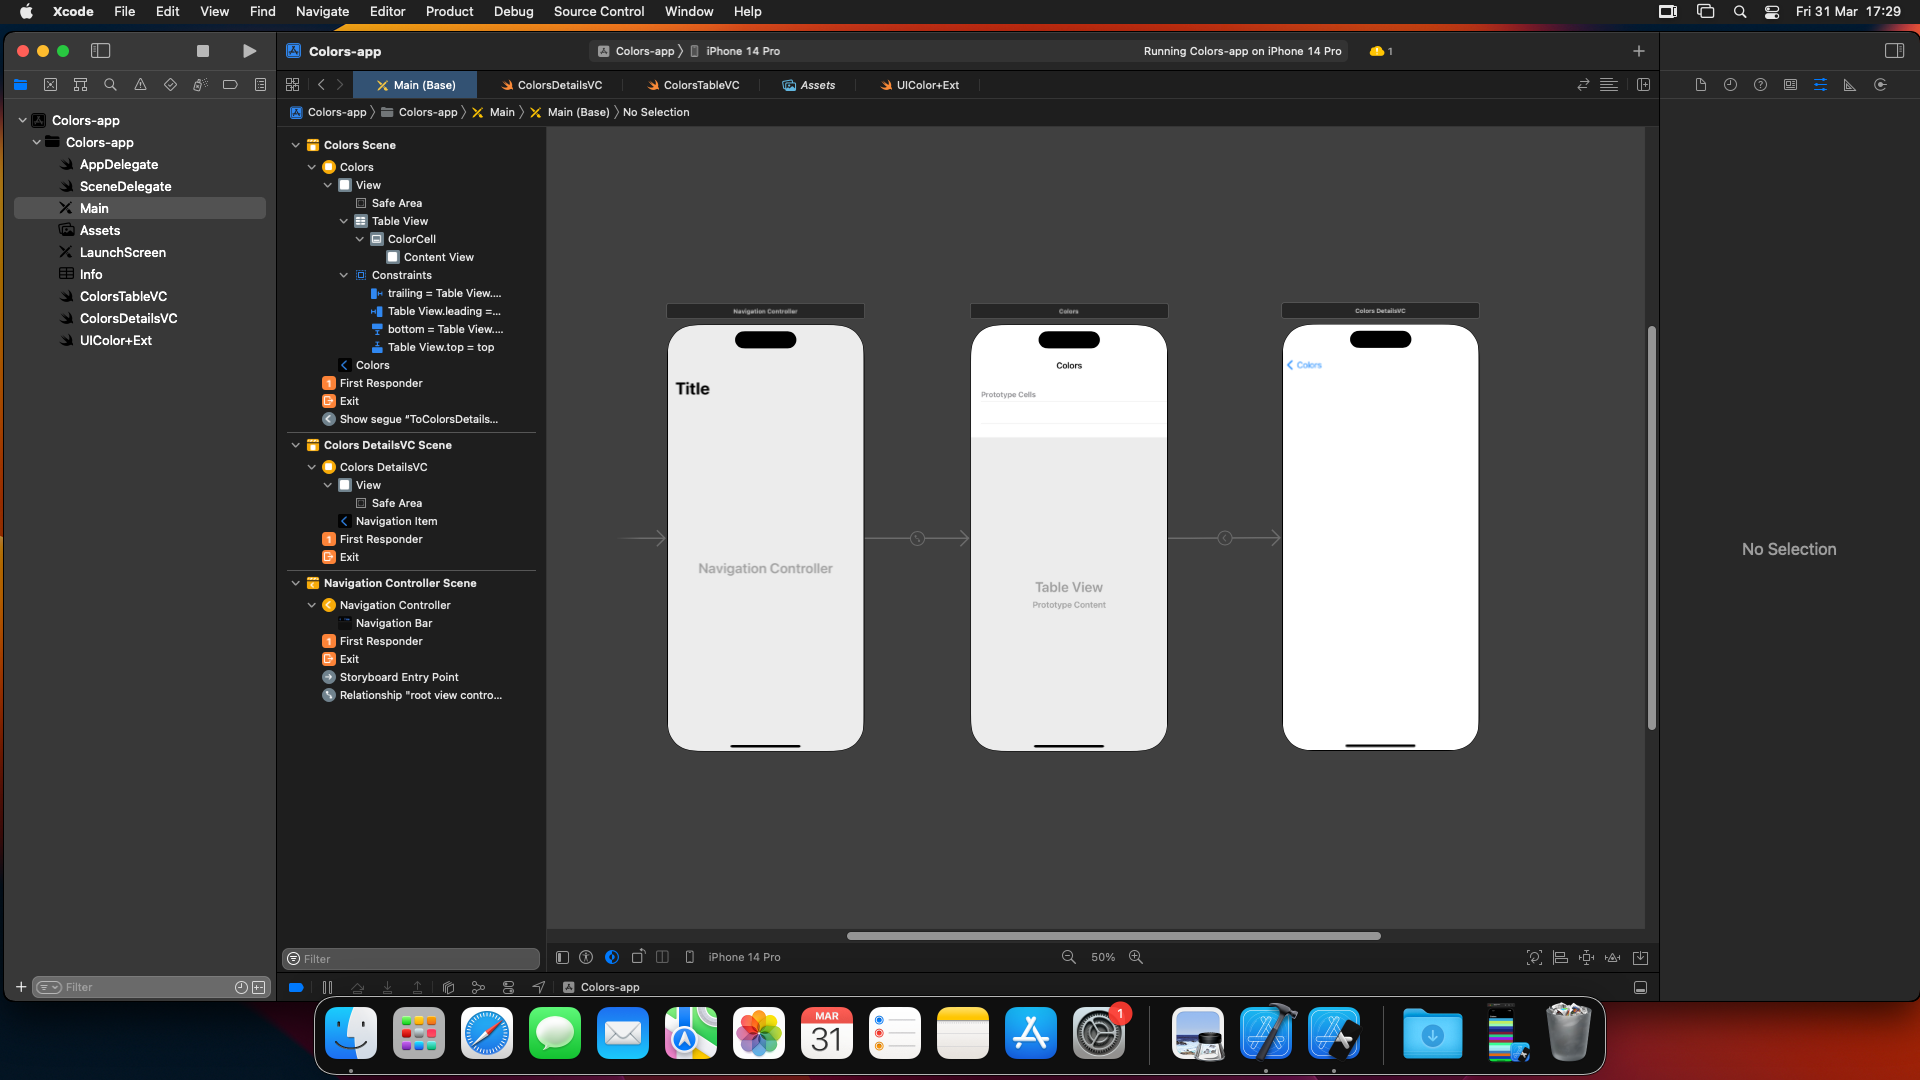 Xcode File Edit View Find Navigate Editor Product Debug Source Control Window Help Fri 31 Mar 17:29
Colors-app
Colors-app iPhone 14 Pro
Running Colors-app on iPhone 14 Pro
1
Main (Base)
ColorsDetailsVC
ColorsTableVC
Assets
UIColor+Ext
Colors-app Colors-app Main Main (Base) No Selection
Colors-app
Colors-app
AppDelegate
SceneDelegate
Main
Assets
LaunchScreen
Info
ColorsTableVC
ColorsDetailsVC
UIColor+Ext
Filter
Colors Scene
Colors
View
Safe Area
Table View
ColorCell
Content View
Constraints
trailing = Table View....
Table View.leading =...
bottom = Table View....
Table View.top = top
Colors
1 First Responder
Exit
Show segue "ToColorsDetails...
Colors DetailsVC Scene
Colors DetailsVC
View
Safe Area
Navigation Item
1 First Responder
Exit
Navigation Controller Scene
Navigation Controller
Navigation Bar
1 First Responder
Exit
Storyboard Entry Point
Relationship "root view contro...
Filter
Navigation Controller
Title
Navigation Controller
Colors
Colors
Prototype Cells
Table View
Prototype Content
Colors DetailsVC
Colors
No Selection
iPhone 14 Pro
50%
Colors-app
MAR
31
1